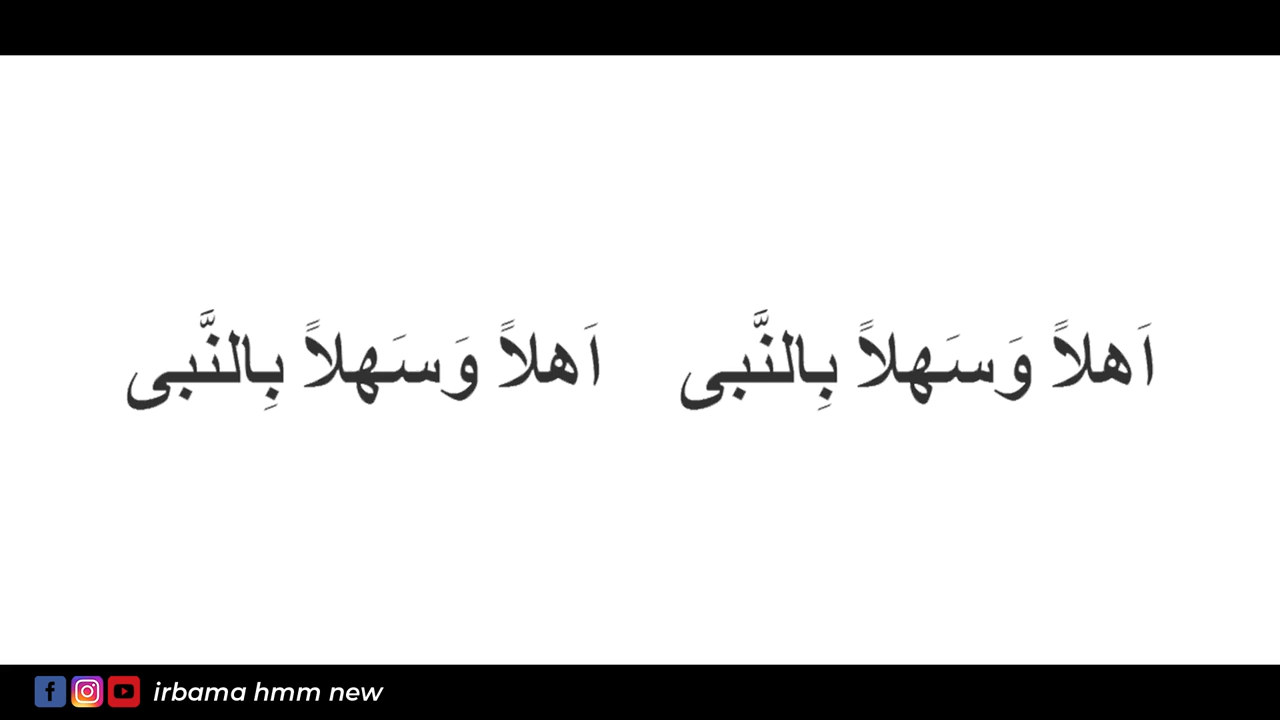 اَهلاً وَسَهلاً بِالنَّبى اَهلاً وَسَهلاً بِالنَّبى
irbama hmm new